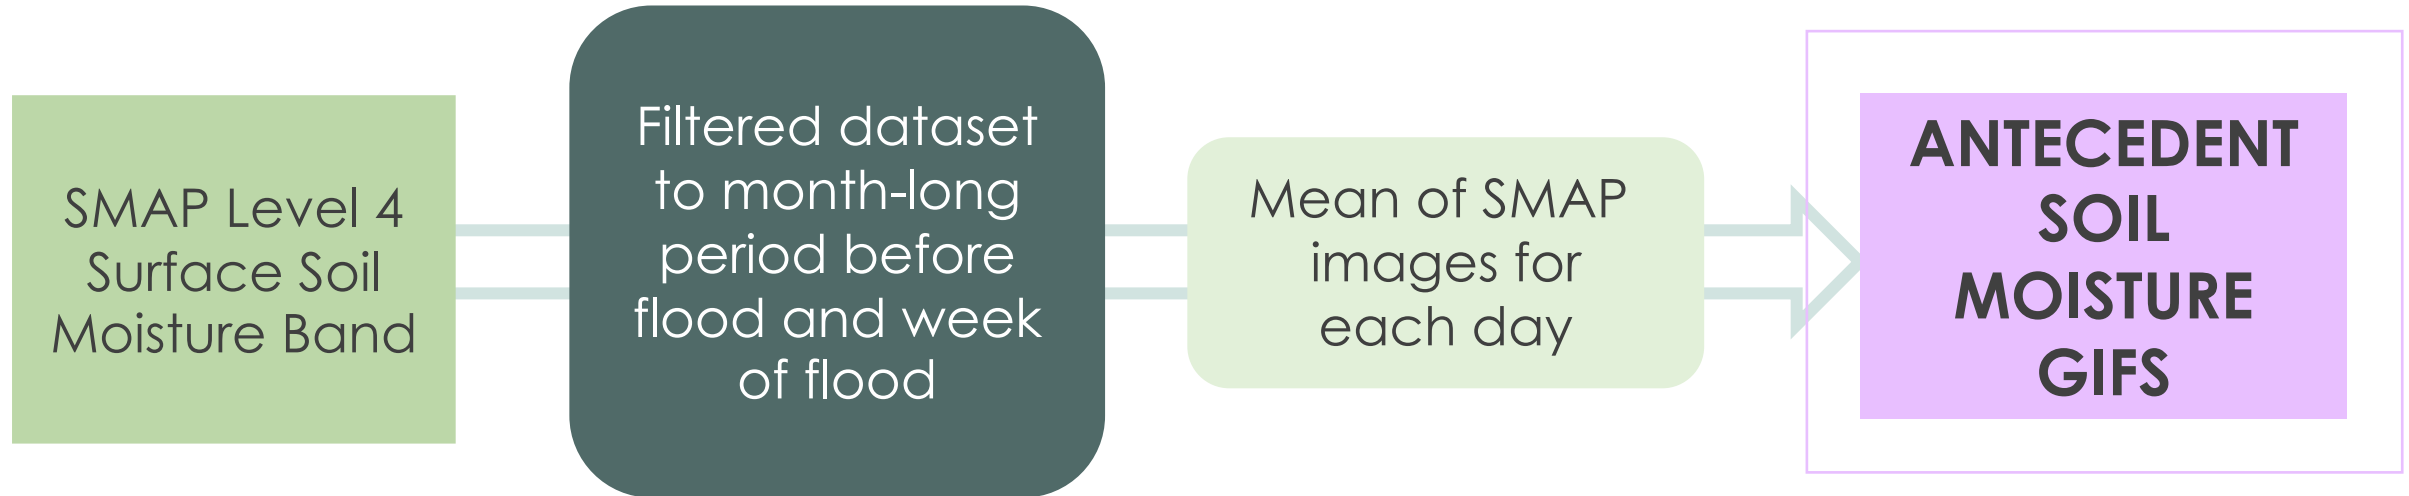 SMAP Level 4
Surface Soil
Moisture Band
Filtered dataset
to month-long
period before
flood and week
of flood
Mean of SMAP
images for
each day
ANTECEDENT
SOIL
MOISTURE
GIFS